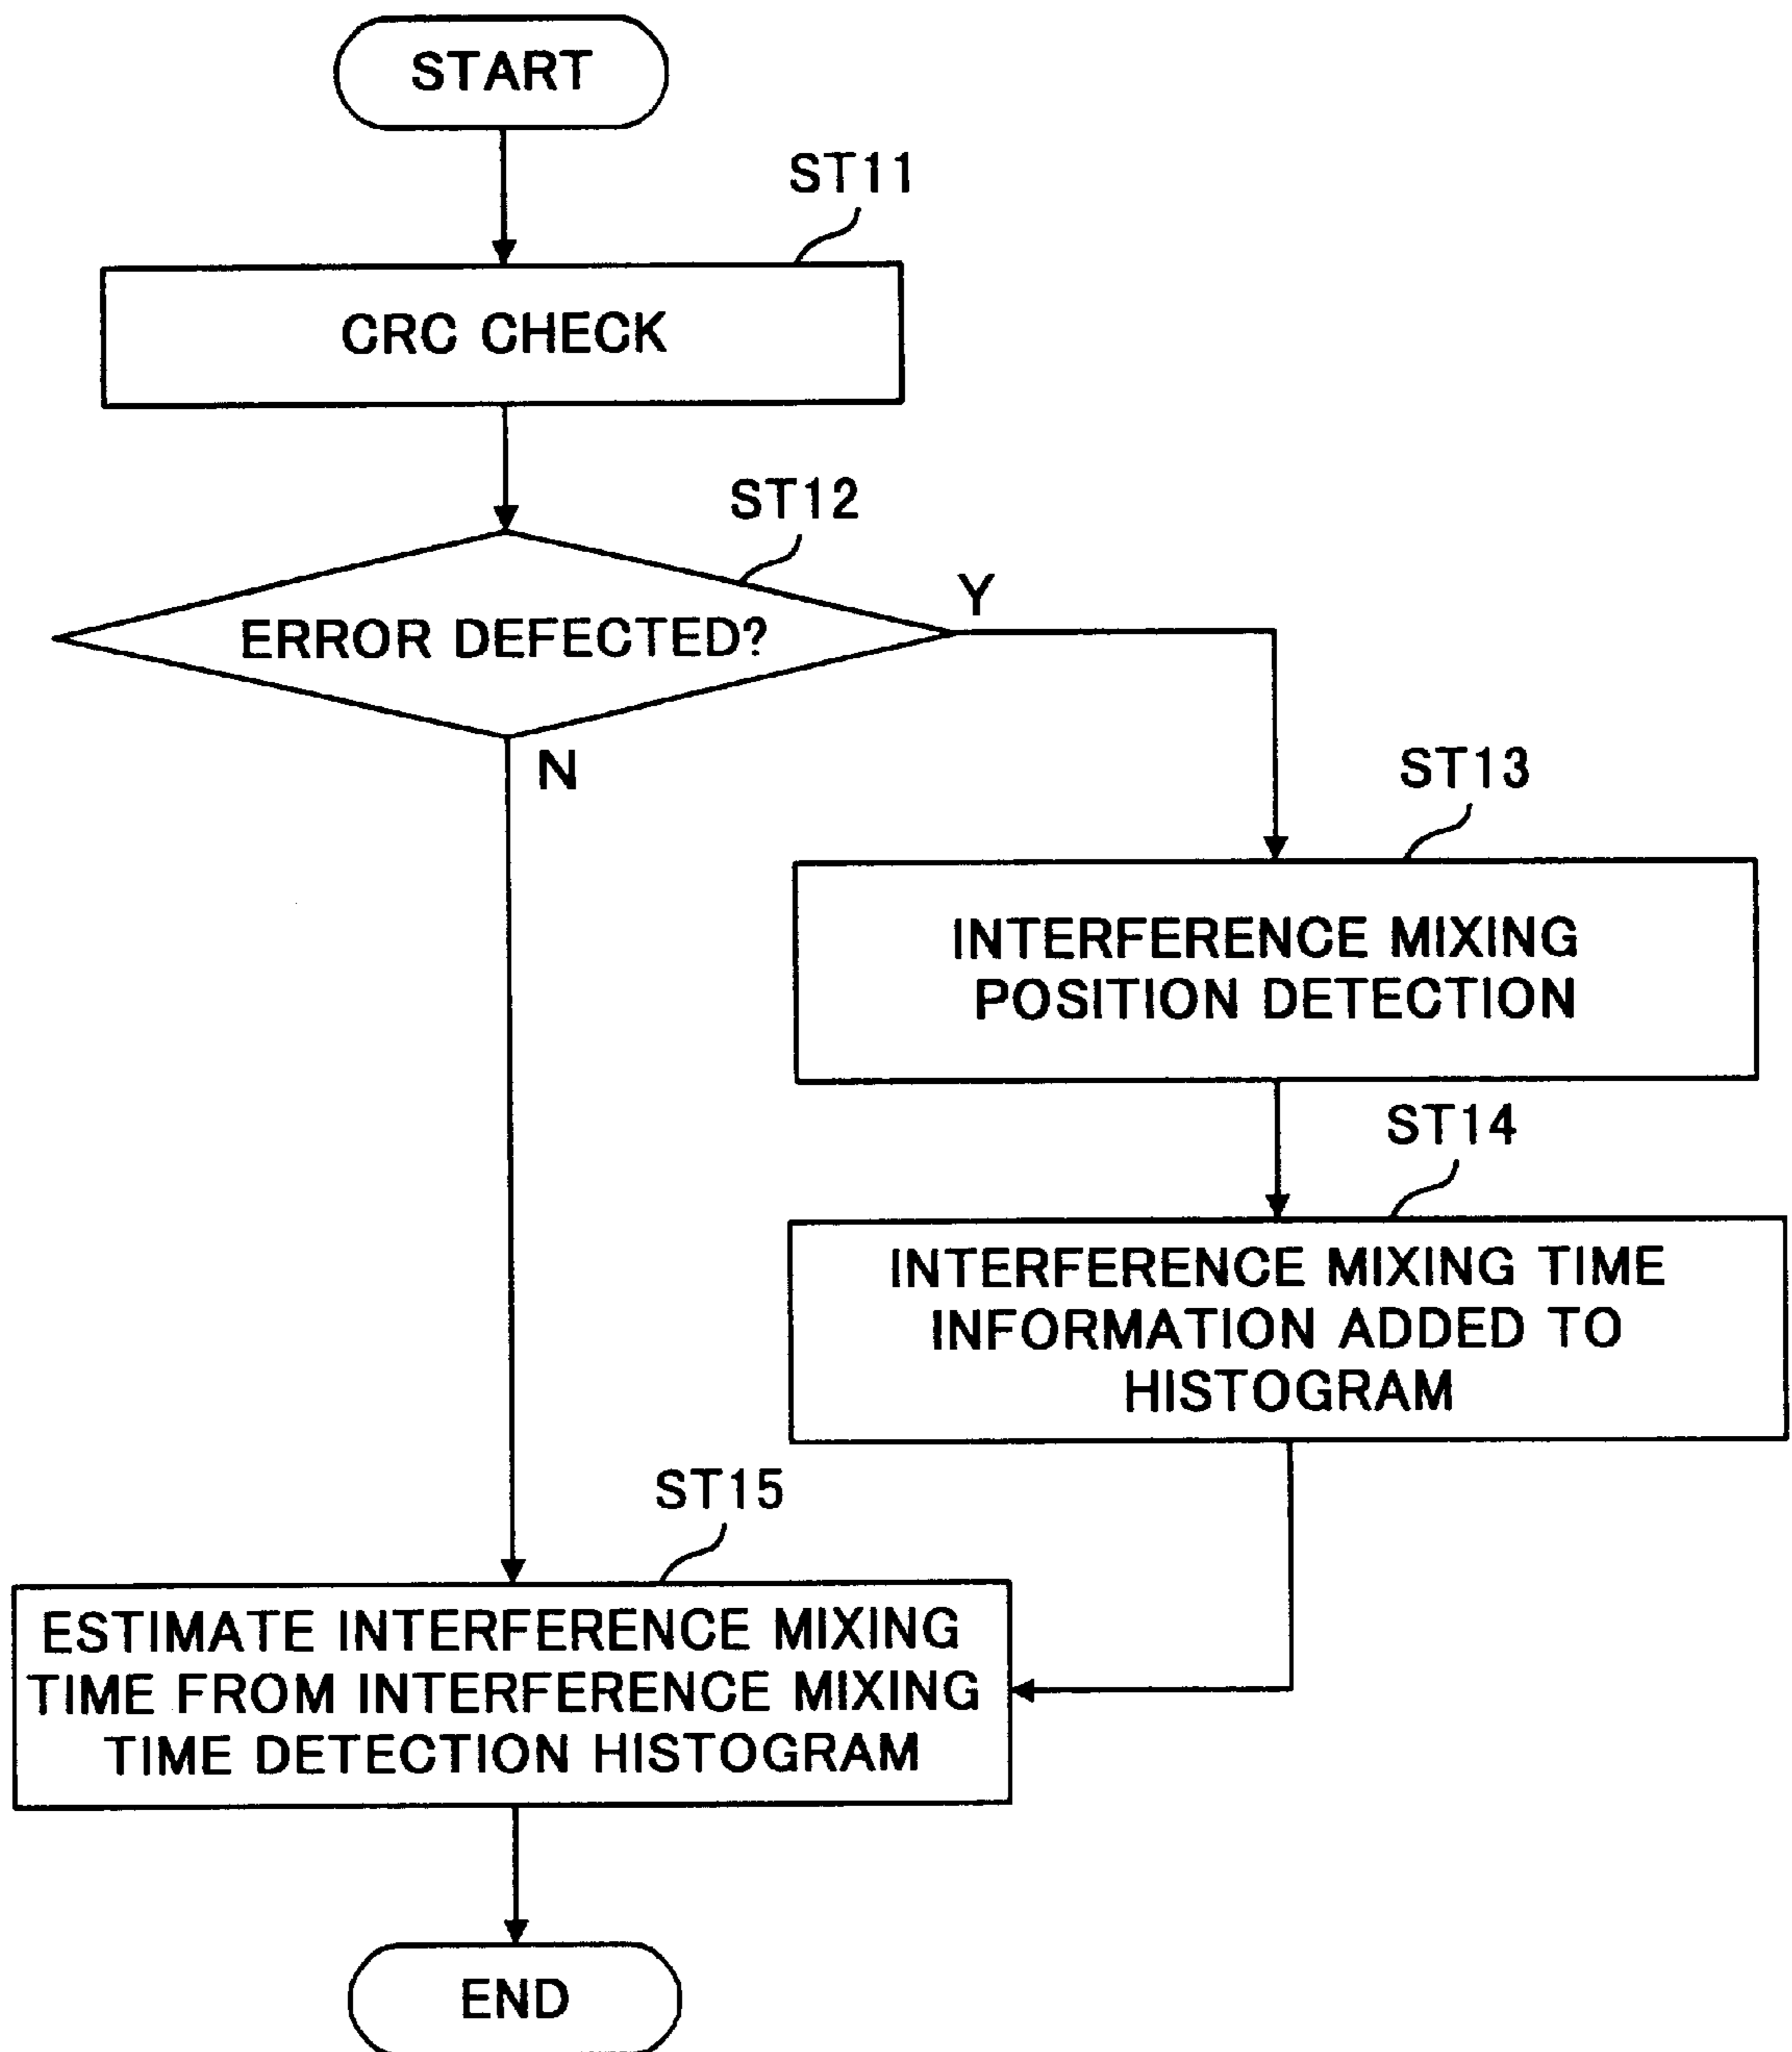 START
ST11
CRC CHECK
ST12
ERROR DEFECTED?
Y
N
ST13
INTERFERENCE MIXING
POSITION DETECTION
ST14
INTERFERENCE MIXING TIME
INFORMATION ADDED TO
HISTOGRAM
ST15
ESTIMATE INTERFERENCE MIXING
TIME FROM INTERFERENCE MIXING
TIME DETECTION HISTOGRAM
END